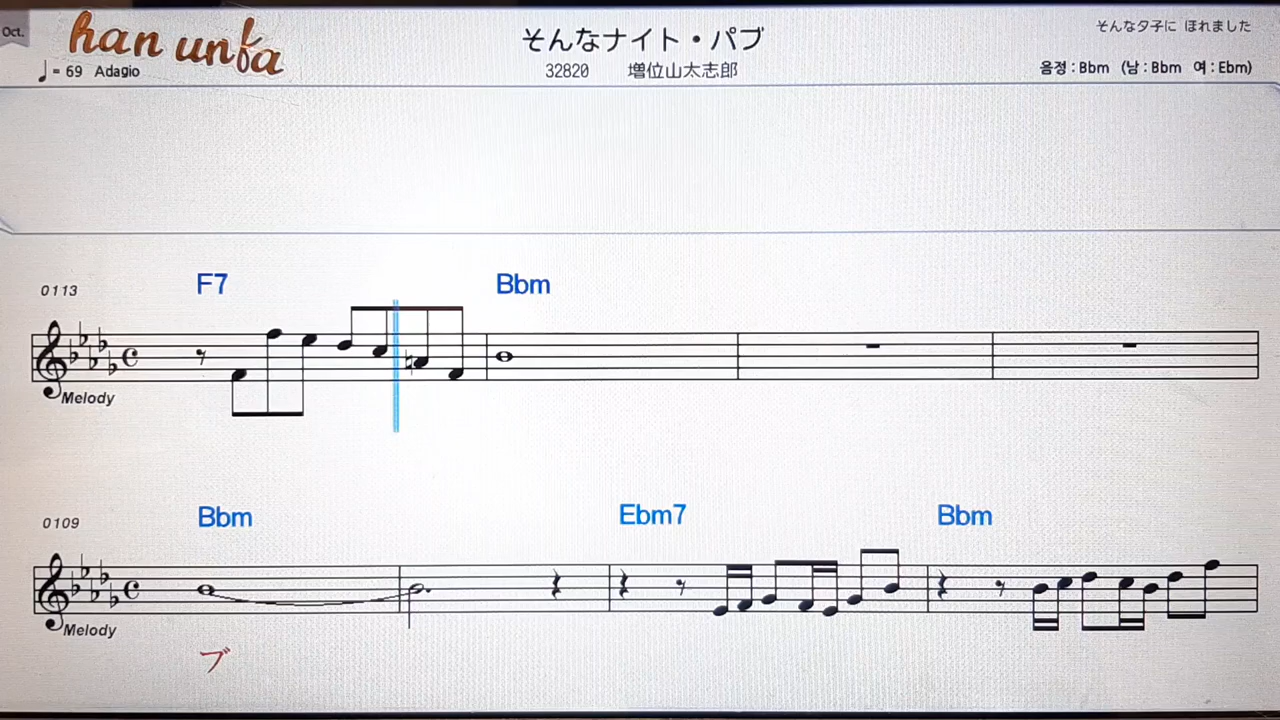 Oct.
han unba
そんなナイト・パブ
そんな夕子に ほれました
= 69 Adagio
32820 増位山太志郎
음정 : Bbm (남 : Bbm 여 : Ebm)
0113
F7 Bbm
Melody
0109
Bbm Ebm7 Bbm
Melody
ブ